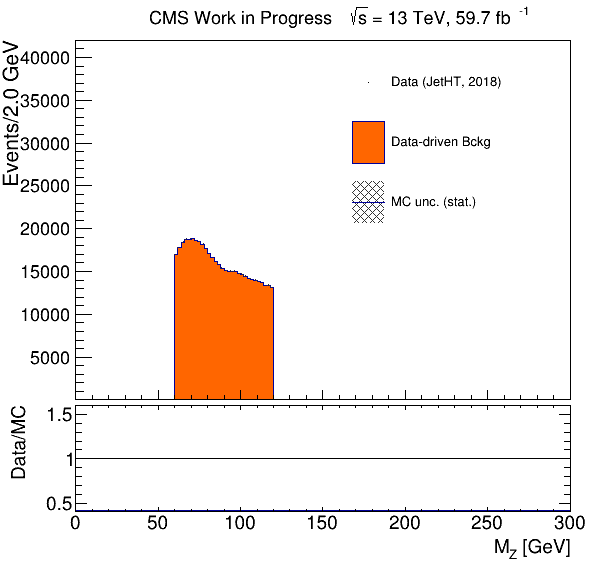 CMS Work in Progress √s = 13 TeV, 59.7 fb⁻¹
Events/2.0 GeV
40000
35000
30000
25000
20000
15000
10000
5000
Data (JetHT, 2018)
Data-driven Bckg
MC unc. (stat.)
Data/MC
1.5
1
0.5
0 50 100 150 200 250 300
M_Z [GeV]